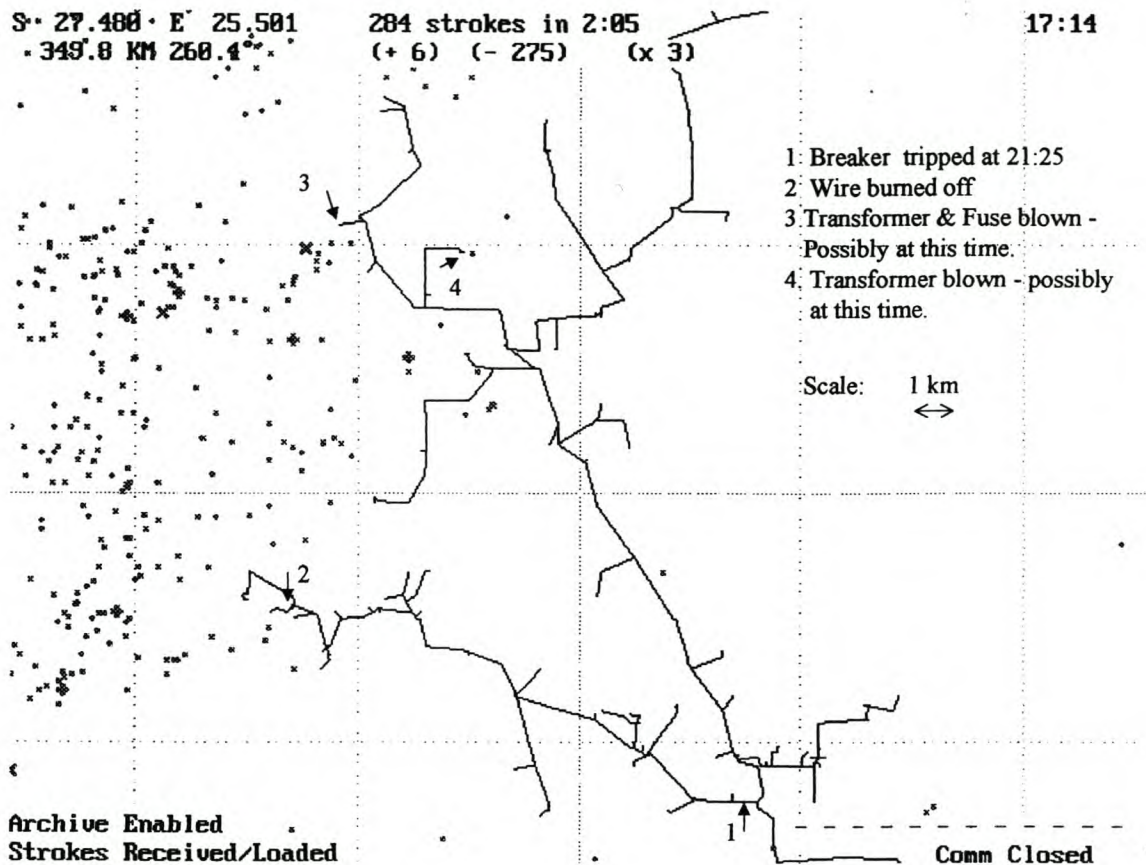 S 27.480 E 25.501 284 strokes in 2:05 17:14
349.8 KM 260.4 (+ 6) (- 275) (x 3)
1 Breaker tripped at 21:25
2 Wire burned off
3 Transformer & Fuse blown -
Possibly at this time.
4 Transformer blown - possibly
at this time.
Scale: 1 km
3
4
2
1
Archive Enabled
Strokes Received/Loaded
Comm Closed